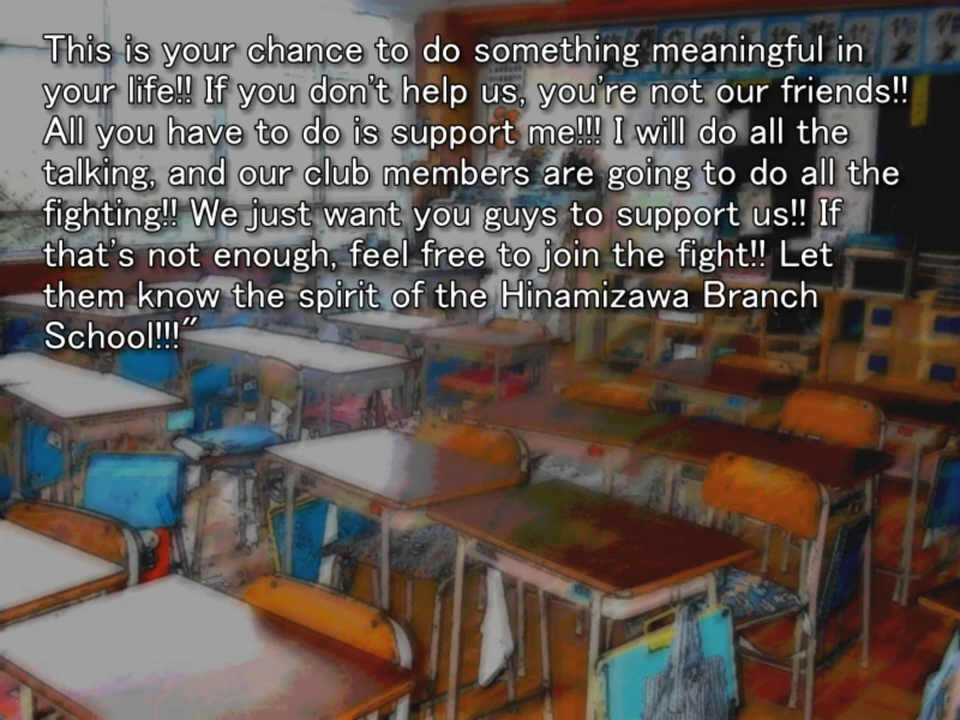 This is your chance to do something meaningful in
your life!! If you don't help us, you're not our friends!!
All you have to do is support me!!! I will do all the
talking, and our club members are going to do all the
fighting!! We just want you guys to support us!! If
that's not enough, feel free to join the fight!! Let
them know the spirit of the Hinamizawa Branch
School!!!"